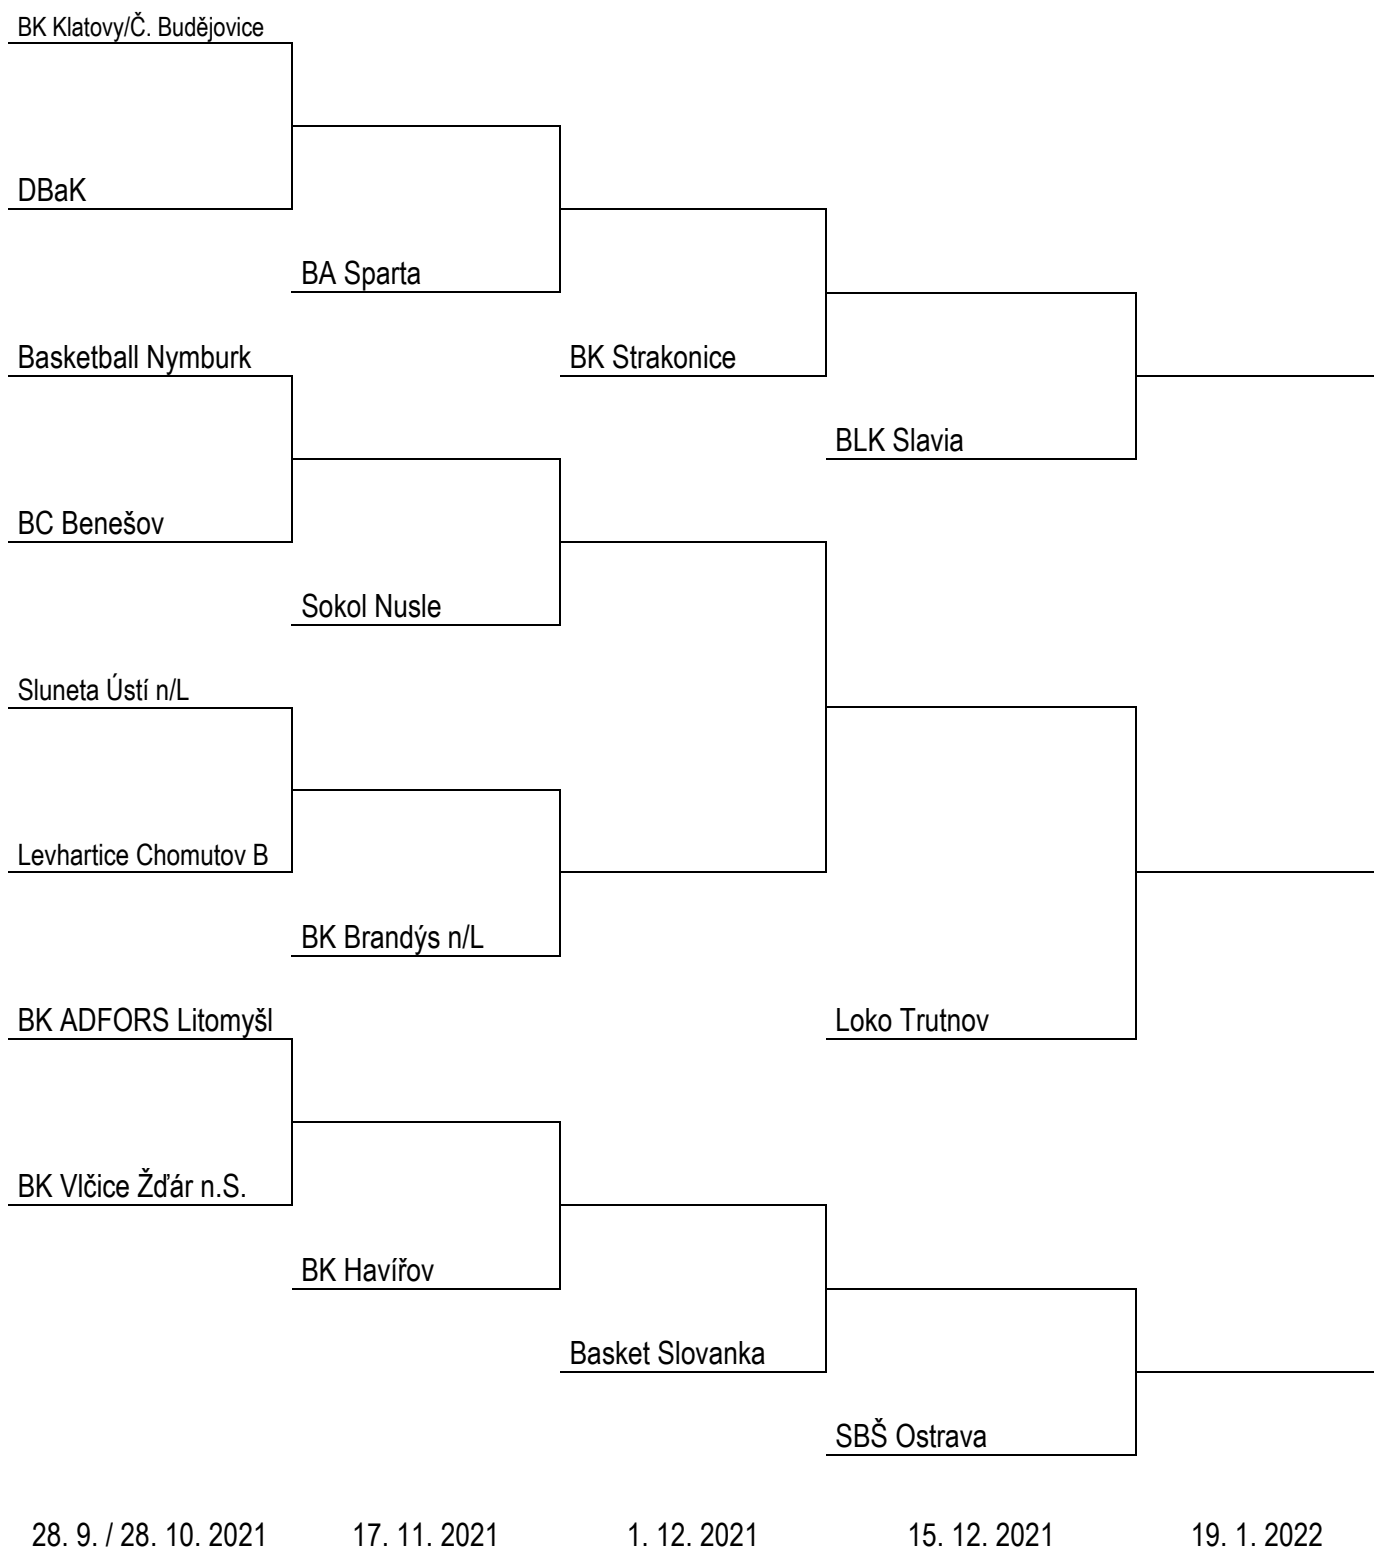 BK Klatovy/Č. Budějovice
DBaK
BA Sparta
Basketball Nymburk
BK Strakonice
BLK Slavia
BC Benešov
Sokol Nusle
Sluneta Ústí n/L
Levhartice Chomutov B
BK Brandýs n/L
BK ADFORS Litomyšl
Loko Trutnov
BK Vlčice Žďár n.S.
BK Havířov
Basket Slovanka
SBŠ Ostrava
28. 9. / 28. 10. 2021 17. 11. 2021 1. 12. 2021 15. 12. 2021 19. 1. 2022